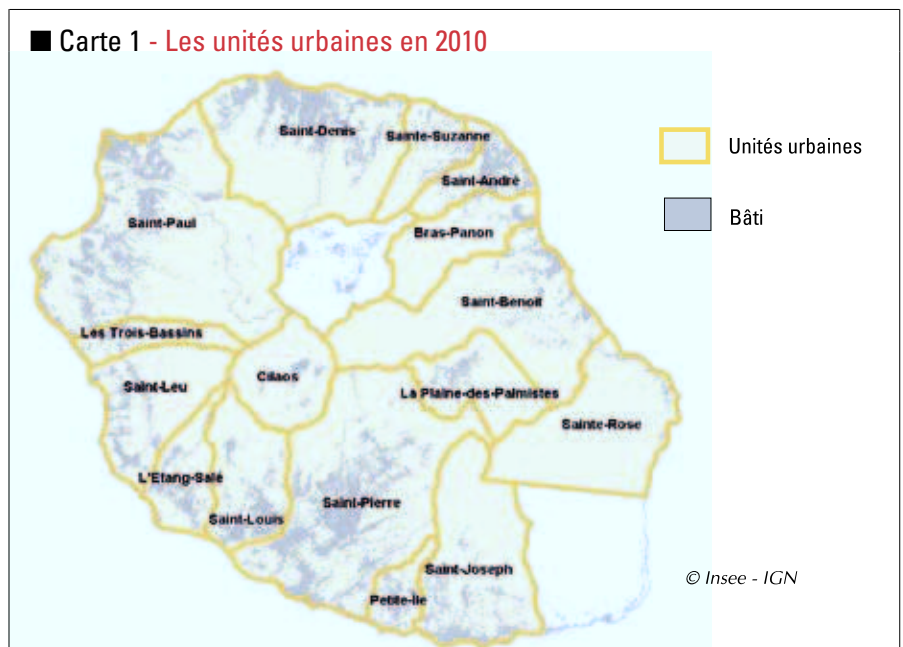 ■ Carte 1 - Les unités urbaines en 2010
Saint-Denis
Sainte-Suzanne
Unités urbaines
Saint-André
Bâti
Saint-Paul
Bras-Panon
Saint-Benoit
Les Trois-Bassins
Cilaos
Saint-Leu
La Plaine-des-Palmistes
Sainte-Rose
L'Etang-Salé
Saint-Pierre
Saint-Louis
Saint-Joseph
© Insee - IGN
Petite-Ile